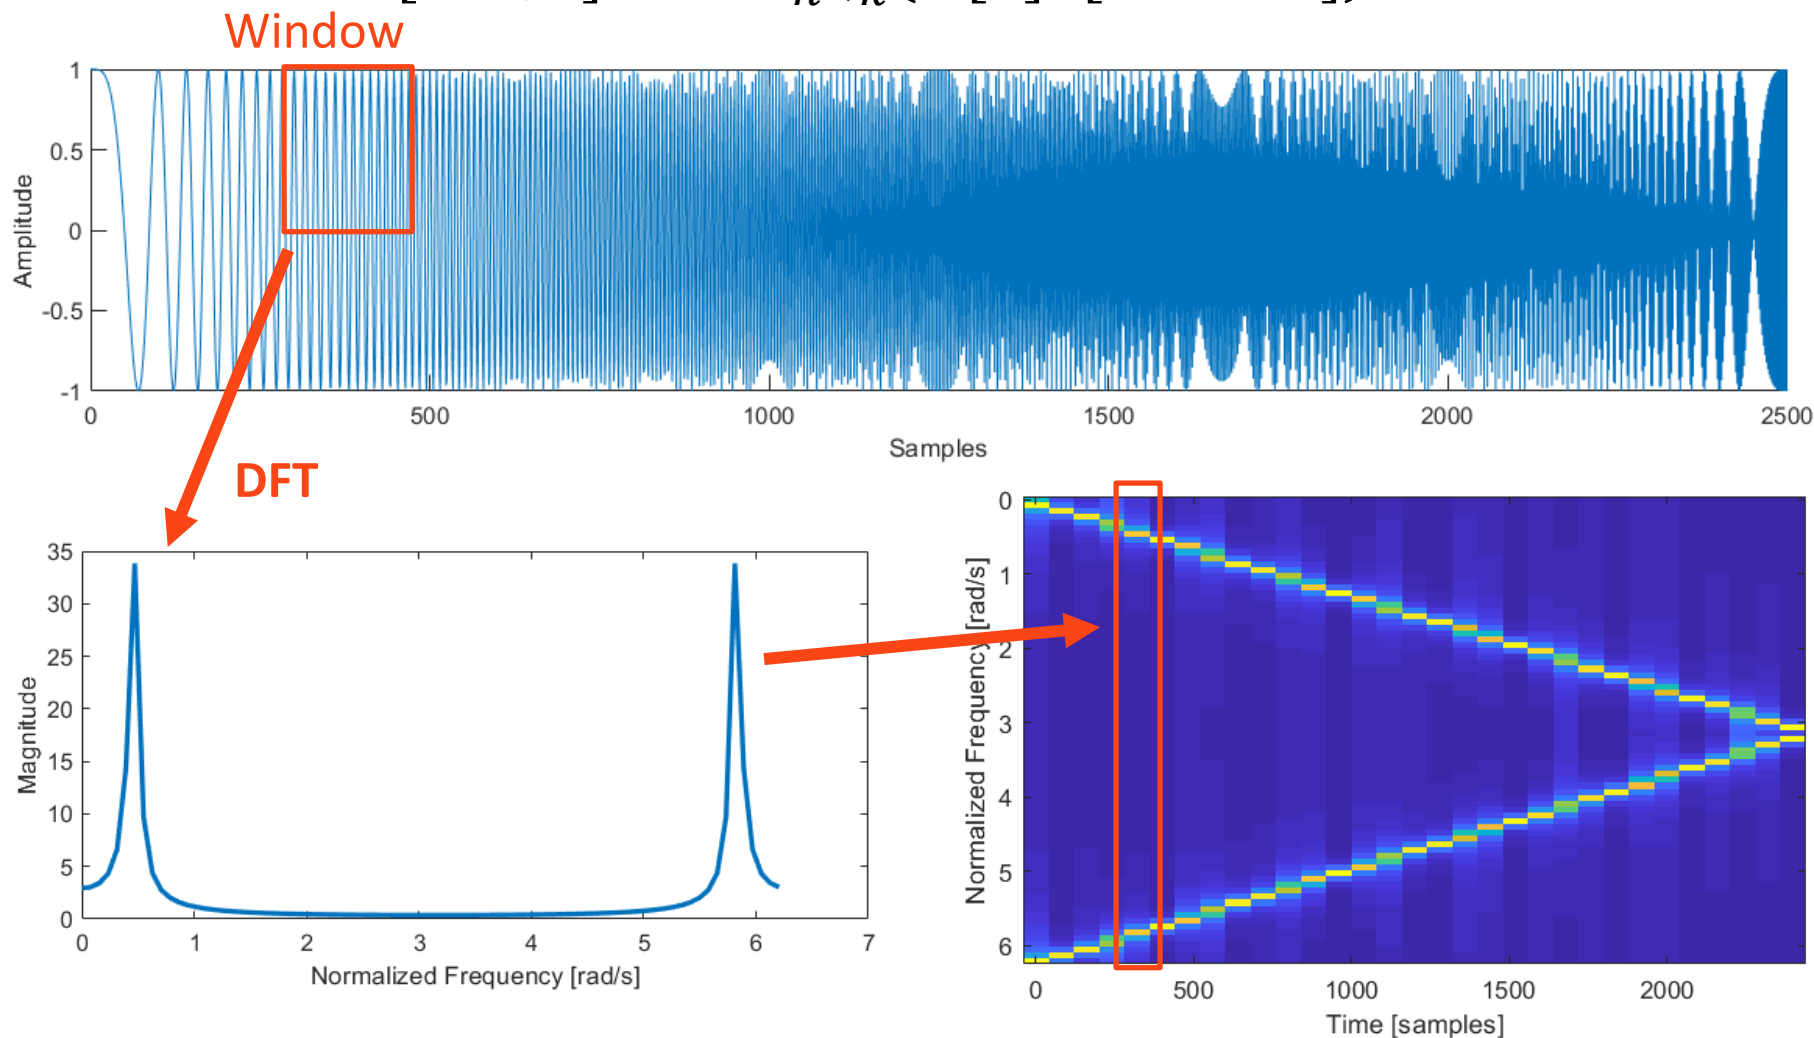 Window
1
0.5
0
-0.5
-1
Amplitude
0 500 1000 1500 2000 2500
Samples
DFT
35
30
25
20
15
10
5
0
Magnitude
0 1 2 3 4 5 6 7
Normalized Frequency [rad/s]
0
1
2
3
4
5
6
Normalized Frequency [rad/s]
0 500 1000 1500 2000
Time [samples]